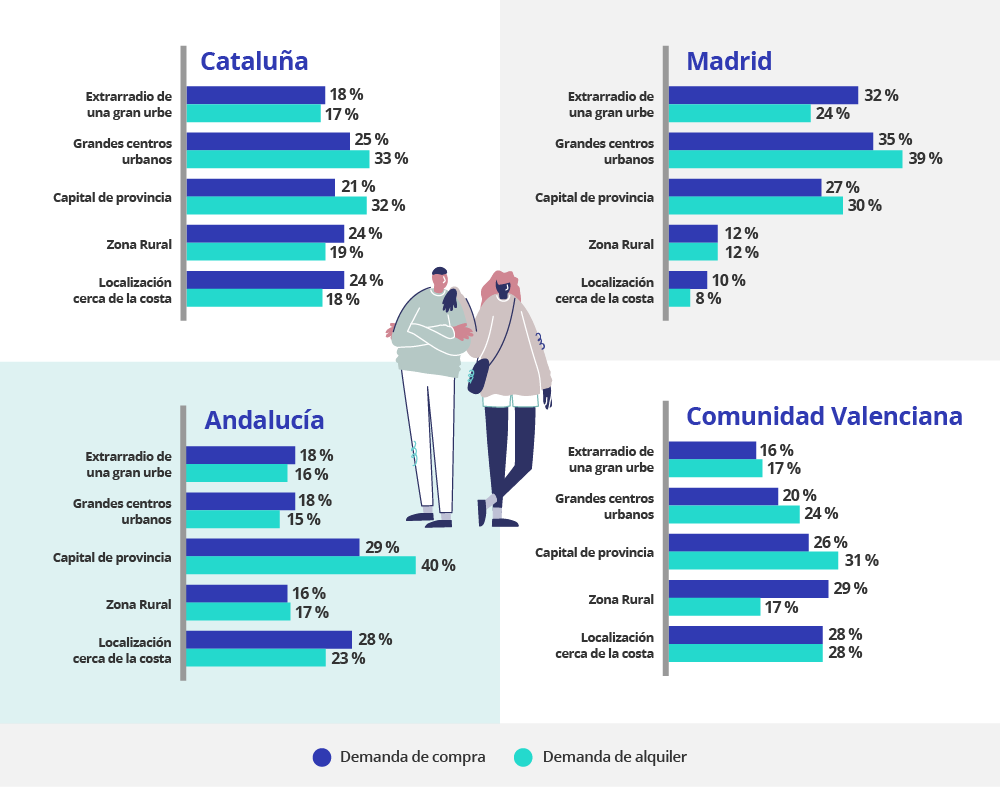 Cataluña
Extrarradio de
una gran urbe
18 %
17 %
Grandes centros
urbanos
25 %
33 %
Capital de provincia
21 %
32 %
Zona Rural
24 %
19 %
Localización
cerca de la costa
24 %
18 %
Madrid
Extrarradio de
una gran urbe
32 %
24 %
Grandes centros
urbanos
35 %
39 %
Capital de provincia
27 %
30 %
Zona Rural
12 %
12 %
Localización
cerca de la costa
10 %
8 %
Andalucía
Extrarradio de
una gran urbe
18 %
16 %
Grandes centros
urbanos
18 %
15 %
Capital de provincia
29 %
40 %
Zona Rural
16 %
17 %
Localización
cerca de la costa
28 %
23 %
Comunidad Valenciana
Extrarradio de
una gran urbe
16 %
17 %
Grandes centros
urbanos
20 %
24 %
Capital de provincia
26 %
31 %
Zona Rural
29 %
17 %
Localización
cerca de la costa
28 %
28 %
Demanda de compra
Demanda de alquiler